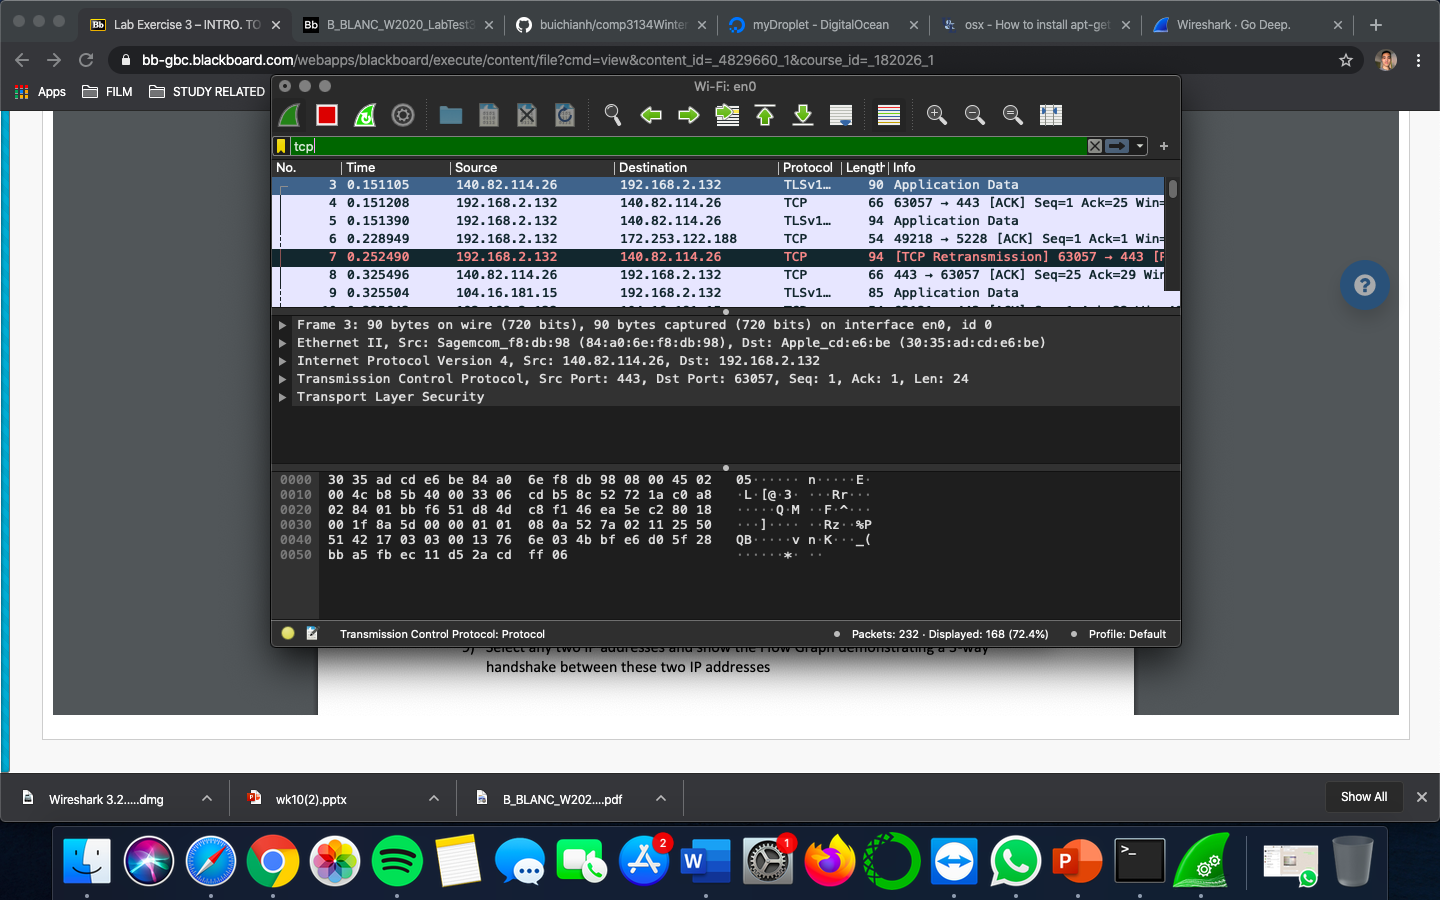 Lab Exercise 3 – INTRO. TO
B_BLANC_W2020_LabTest3
buichianh/comp3134Winter
myDroplet - DigitalOcean
osx - How to install apt-get
Wireshark · Go Deep.
bb-gbc.blackboard.com/webapps/blackboard/execute/content/file?cmd=view&content_id=_4829660_1&course_id=_182026_1
Apps FILM STUDY RELATED
Wi-Fi: en0
tcp
No. Time Source Destination Protocol Length Info
3 0.151105 140.82.114.26 192.168.2.132 TLSv1… 90 Application Data
4 0.151208 192.168.2.132 140.82.114.26 TCP 66 63057 → 443 [ACK] Seq=1 Ack=25 Win=
5 0.151390 192.168.2.132 140.82.114.26 TLSv1… 94 Application Data
6 0.228949 192.168.2.132 172.253.122.188 TCP 54 49218 → 5228 [ACK] Seq=1 Ack=1 Win=
7 0.252490 192.168.2.132 140.82.114.26 TCP 94 [TCP Retransmission] 63057 → 443 [P
8 0.325496 140.82.114.26 192.168.2.132 TCP 66 443 → 63057 [ACK] Seq=25 Ack=29 Win
9 0.325504 104.16.181.15 192.168.2.132 TLSv1… 85 Application Data
Frame 3: 90 bytes on wire (720 bits), 90 bytes captured (720 bits) on interface en0, id 0
Ethernet II, Src: Sagemcom_f8:db:98 (84:a0:6e:f8:db:98), Dst: Apple_cd:e6:be (30:35:ad:cd:e6:be)
Internet Protocol Version 4, Src: 140.82.114.26, Dst: 192.168.2.132
Transmission Control Protocol, Src Port: 443, Dst Port: 63057, Seq: 1, Ack: 1, Len: 24
Transport Layer Security
0000 30 35 ad cd e6 be 84 a0 6e f8 db 98 08 00 45 02 05······ n·····E·
0010 00 4c b8 5b 40 00 33 06 cd b5 8c 52 72 1a c0 a8 ·L·[@·3· ···Rr···
0020 02 84 01 bb f6 51 d8 4d c8 f1 46 ea 5e c2 80 18 ·····Q·M ··F·^···
0030 00 1f 8a 5d 00 00 01 01 08 0a 52 7a 02 11 25 50 ···]···· ··Rz··%P
0040 51 42 17 03 03 00 13 76 6e 03 4b bf e6 d0 5f 28 QB·····v n·K···_(
0050 bb a5 fb ec 11 d5 2a cd ff 06 ······*· ··
Transmission Control Protocol: Protocol
Packets: 232 · Displayed: 168 (72.4%)
Profile: Default
9) Select any two IP addresses and show the Flow Graph demonstrating a 3-way
handshake between these two IP addresses
Wireshark 3.2.....dmg
wk10(2).pptx
B_BLANC_W202....pdf
Show All
2
1